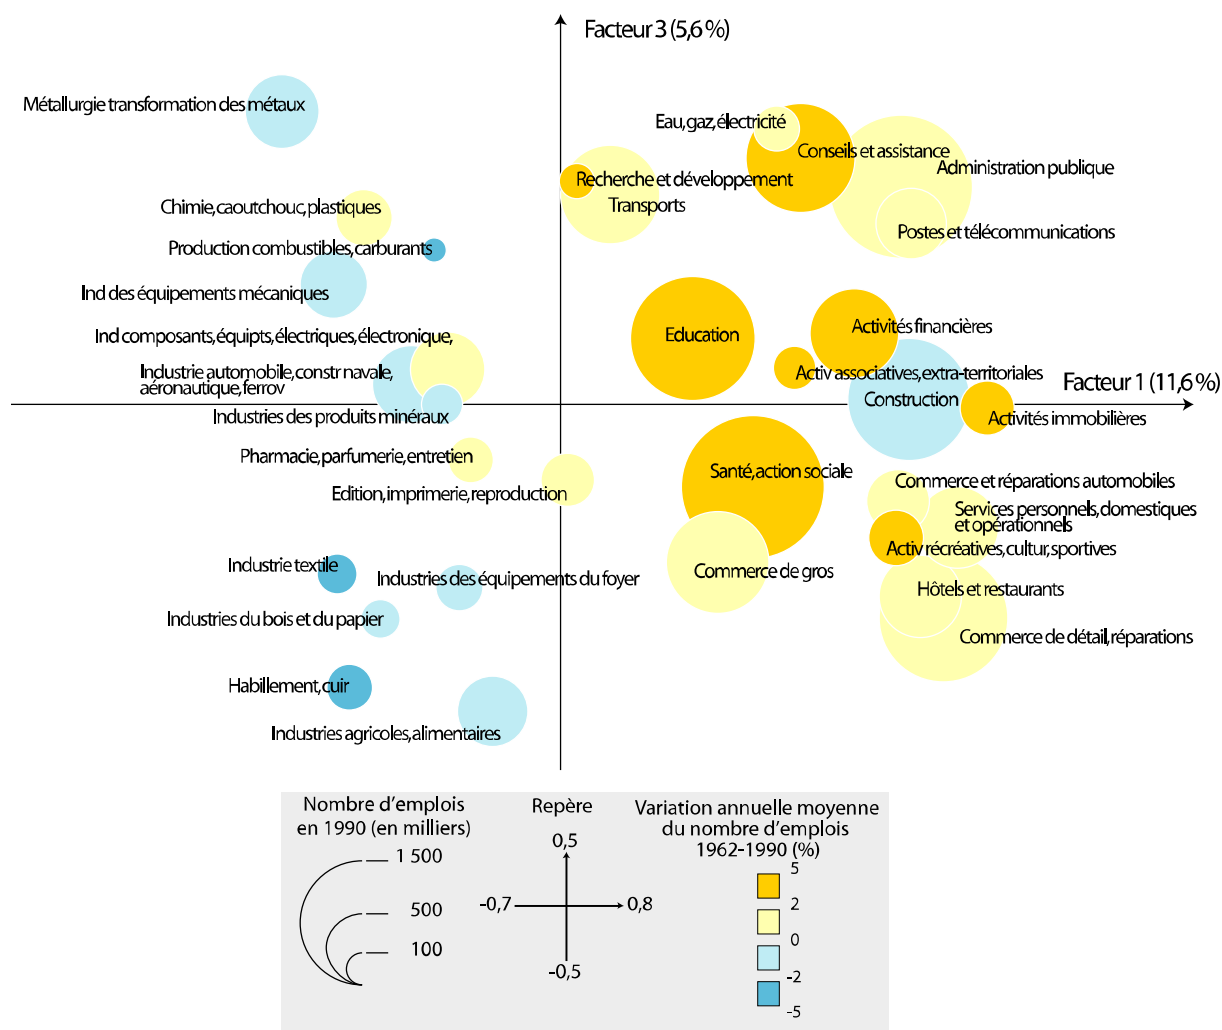 Facteur 3 (5,6 %)
Métallurgie transformation des métaux
Eau, gaz, électricité
Conseils et assistance
Administration publique
Recherche et développement
Transports
Chimie, caoutchouc, plastiques
Postes et télécommunications
Production combustibles, carburants
Ind des équipements mécaniques
Ind composants, équipts, électriques, électronique,
Education
Activités financières
Industrie automobile, constr navale,
aéronautique, ferrov
Activ associatives, extra-territoriales
Facteur 1 (11,6 %)
Construction
Industries des produits minéraux
Activités immobilières
Pharmacie, parfumerie, entretien
Santé, action sociale
Commerce et réparations automobiles
Edition, imprimerie, reproduction
Services personnels, domestiques
et opérationnels
Activ récréatives, cultur, sportives
Industrie textile
Industries des équipements du foyer
Commerce de gros
Hôtels et restaurants
Industries du bois et du papier
Commerce de détail, réparations
Habillement, cuir
Industries agricoles, alimentaires
Nombre d'emplois
en 1990 (en milliers)
1 500
500
100
Repère
0,5
-0,7
0,8
-0,5
Variation annuelle moyenne
du nombre d'emplois
1962-1990 (%)
5
2
0
-2
-5